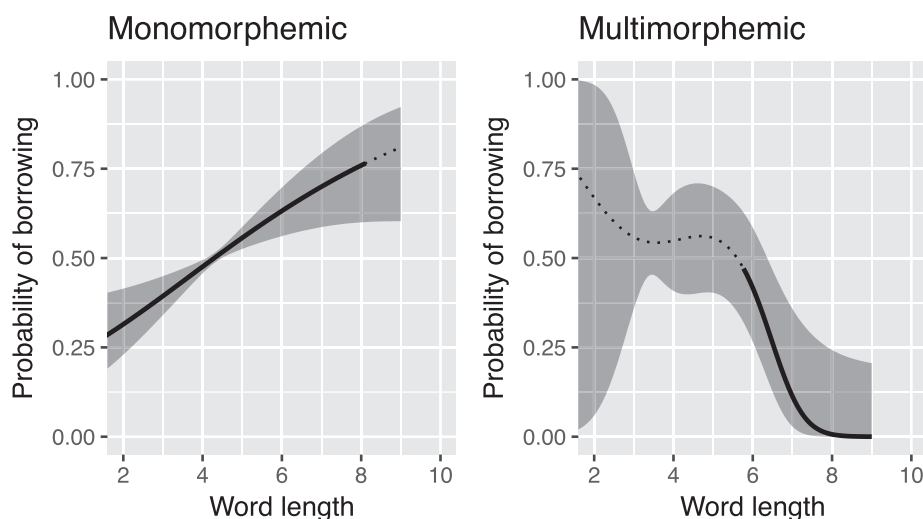 Monomorphemic
Probability of borrowing
1.00
0.75
0.50
0.25
0.00
2 4 6 8 10
Word length
Multimorphemic
Probability of borrowing
1.00
0.75
0.50
0.25
0.00
2 4 6 8 10
Word length